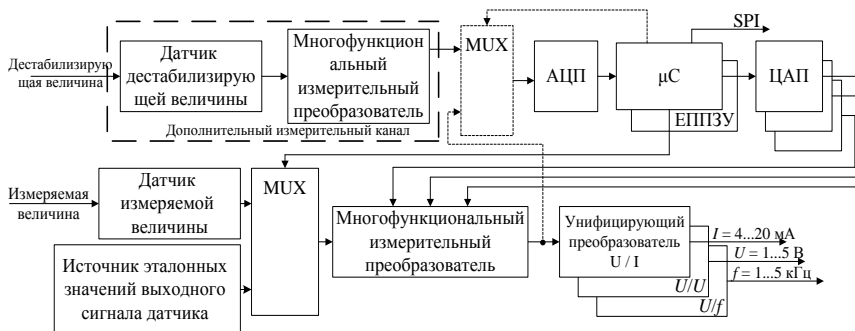 Дестабилизирую
щая величина
Датчик
дестабилизирую
щей величины
Многофункцион
альный
измерительный
преобразователь
Дополнительный измерительный канал
MUX
АЦП
μC
ЕППЗУ
SPI
ЦАП
Измеряемая
величина
Датчик
измеряемой
величины
Источник эталонных
значений выходного
сигнала датчика
MUX
Многофункциональный
измерительный
преобразователь
Унифицирующий
преобразователь
U / I
U/U
U/f
I = 4...20 мА
U = 1...5 В
f = 1...5 кГц